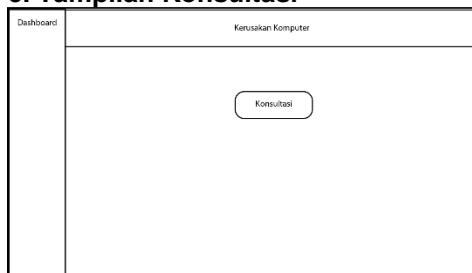 Tampilan Konsultasi
Dashboard
Kerusakan Komputer
Konsultasi